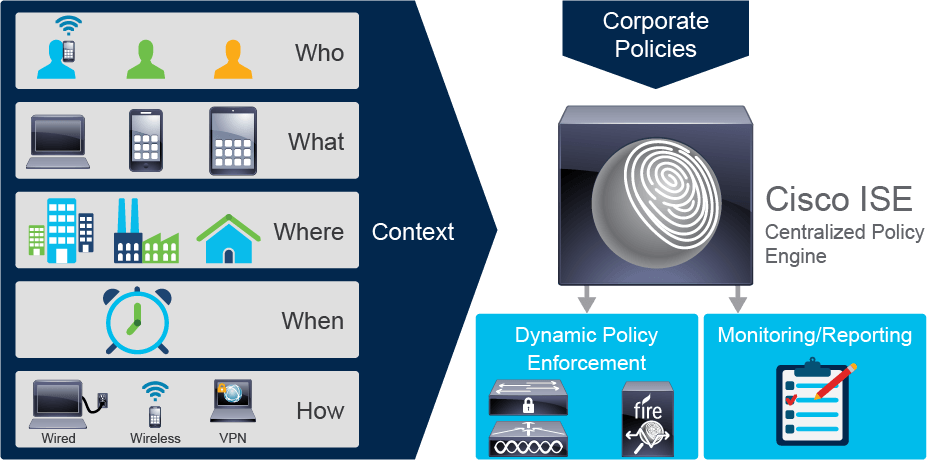 Who
What
Where
When
How
Wired
Wireless
VPN
Context
Corporate
Policies
Cisco ISE
Centralized Policy
Engine
Dynamic Policy
Enforcement
fire
Monitoring/Reporting